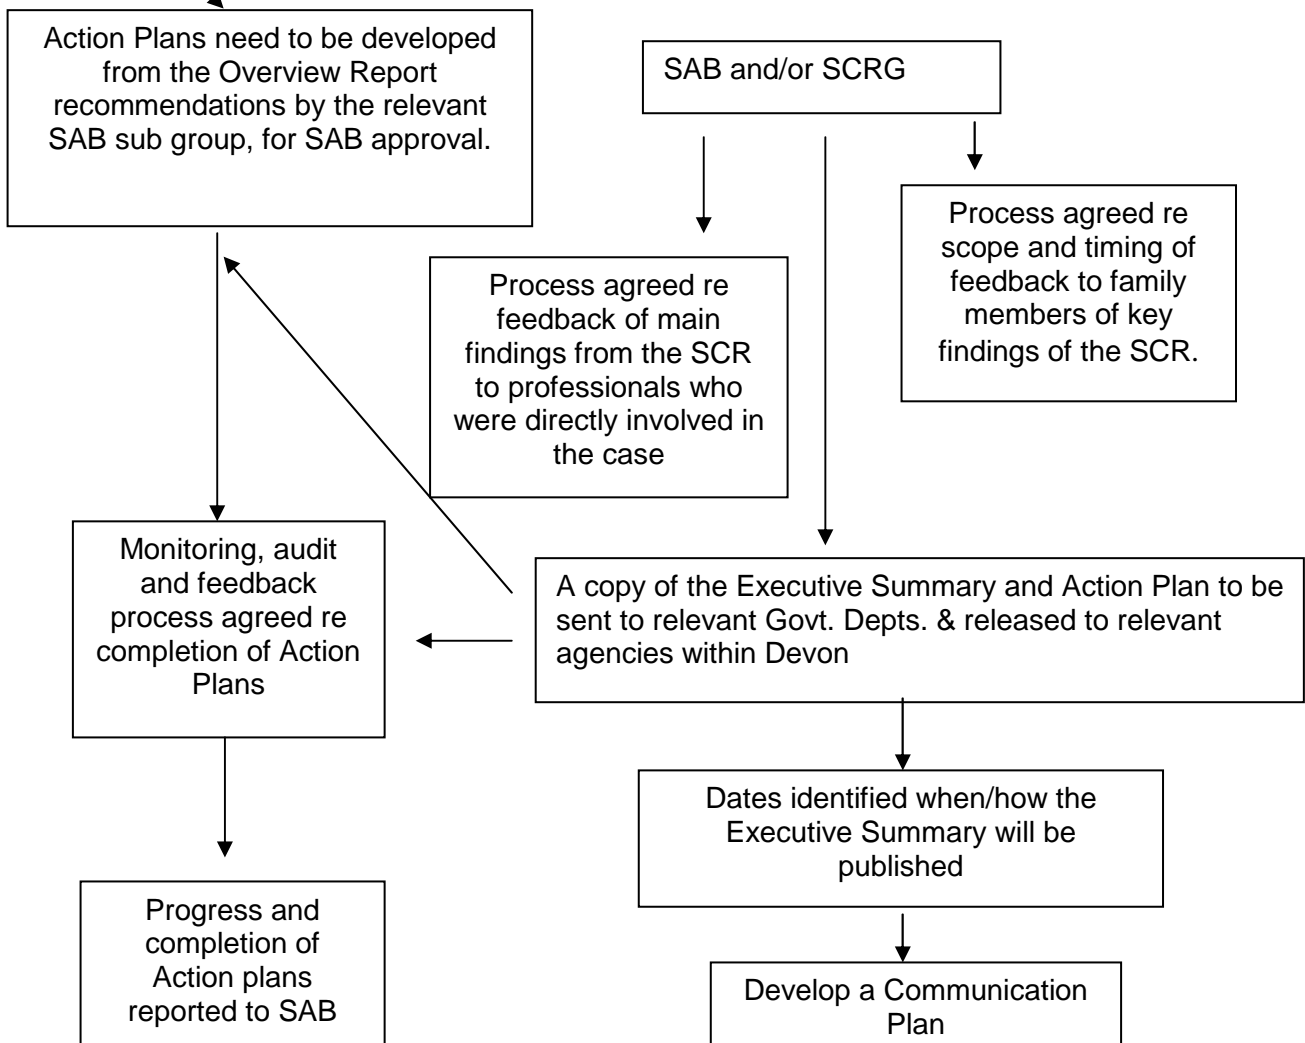 Action Plans need to be developed
from the Overview Report
recommendations by the relevant
SAB sub group, for SAB approval.
SAB and/or SCRG
Process agreed re
scope and timing of
feedback to family
members of key
findings of the SCR.
Process agreed re
feedback of main
findings from the SCR
to professionals who
were directly involved in
the case
Monitoring, audit
and feedback
process agreed re
completion of Action
Plans
A copy of the Executive Summary and Action Plan to be
sent to relevant Govt. Depts. & released to relevant
agencies within Devon
Dates identified when/how the
Executive Summary will be
published
Progress and
completion of
Action plans
reported to SAB
Develop a Communication
Plan